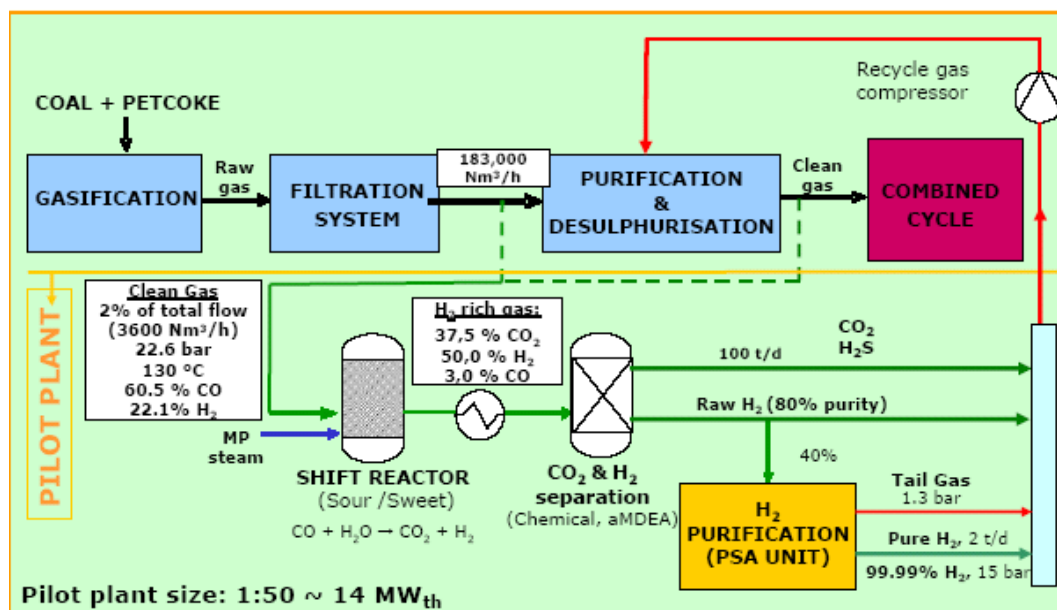 Recycle gas
compressor
COAL + PETCOKE
GASIFICATION
Raw
gas
FILTRATION
SYSTEM
183,000
Nm³/h
PURIFICATION
&
DESULPHURISATION
Clean
gas
COMBINED
CYCLE
PILOT PLANT
Clean Gas
2% of total flow
(3600 Nm³/h)
22.6 bar
130 ºC
60.5 % CO
22.1% H₂
H₂ rich gas:
37,5 % CO₂
50,0 % H₂
3,0 % CO
CO₂
H₂S
100 t/d
Raw H₂ (80% purity)
40%
MP
steam
SHIFT REACTOR
(Sour /Sweet)
CO + H₂O → CO₂ + H₂
CO₂ & H₂
separation
(Chemical, aMDEA)
H₂
PURIFICATION
(PSA UNIT)
Tail Gas
1.3 bar
Pure H₂, 2 t/d
99.99% H₂, 15 bar
Pilot plant size: 1:50 ~ 14 MWₜₕ